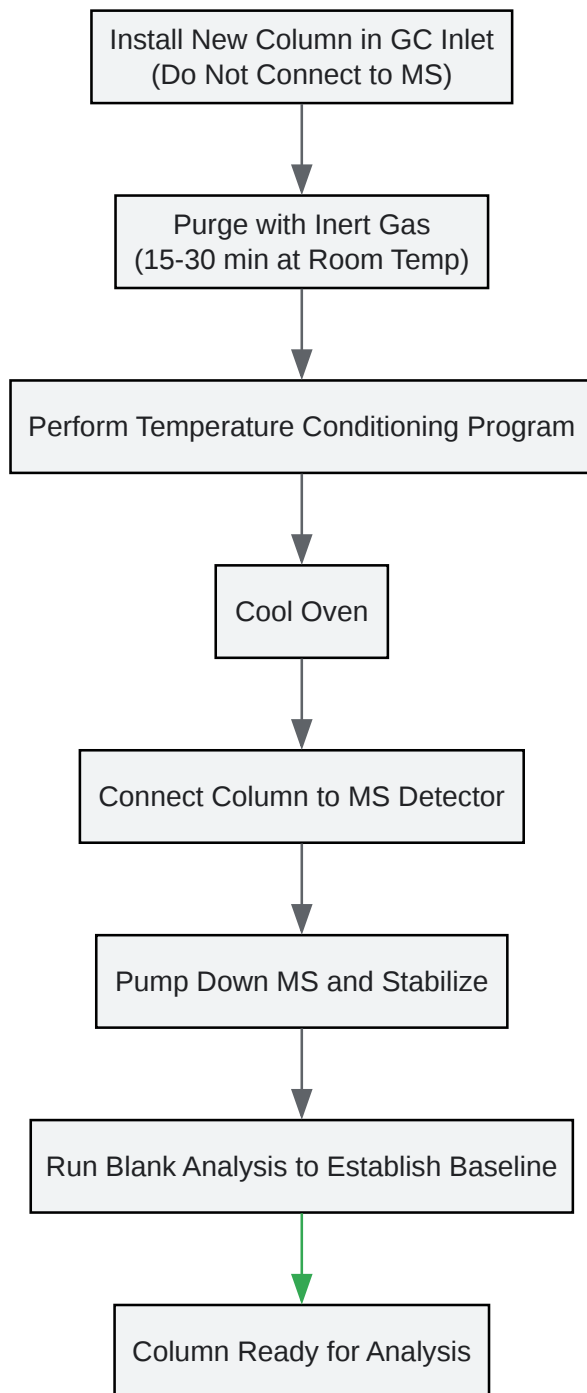 Install New Column in GC Inlet
(Do Not Connect to MS)
Purge with Inert Gas
(15-30 min at Room Temp)
Perform Temperature Conditioning Program
Cool Oven
Connect Column to MS Detector
Pump Down MS and Stabilize
Run Blank Analysis to Establish Baseline
Column Ready for Analysis